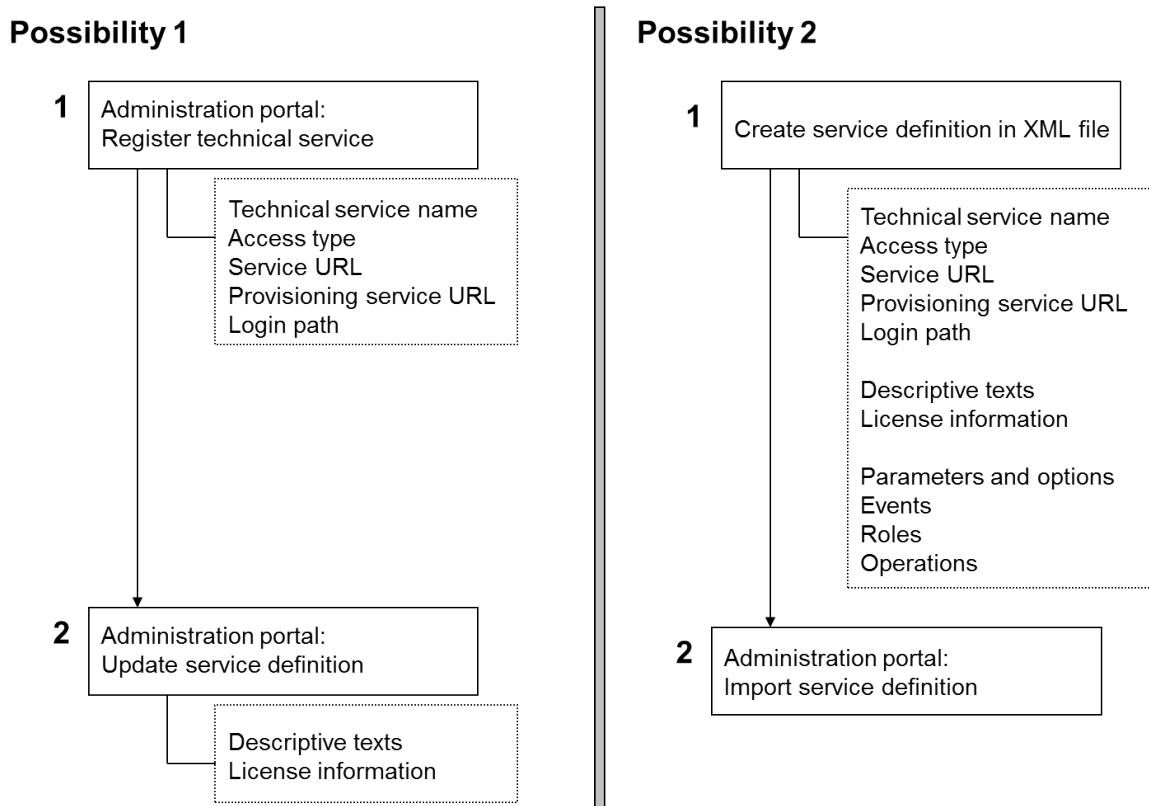 Possibility 1
1
Administration portal:
Register technical service
Technical service name
Access type
Service URL
Provisioning service URL
Login path
2
Administration portal:
Update service definition
Descriptive texts
License information
Possibility 2
1
Create service definition in XML file
Technical service name
Access type
Service URL
Provisioning service URL
Login path
Descriptive texts
License information
Parameters and options
Events
Roles
Operations
2
Administration portal:
Import service definition